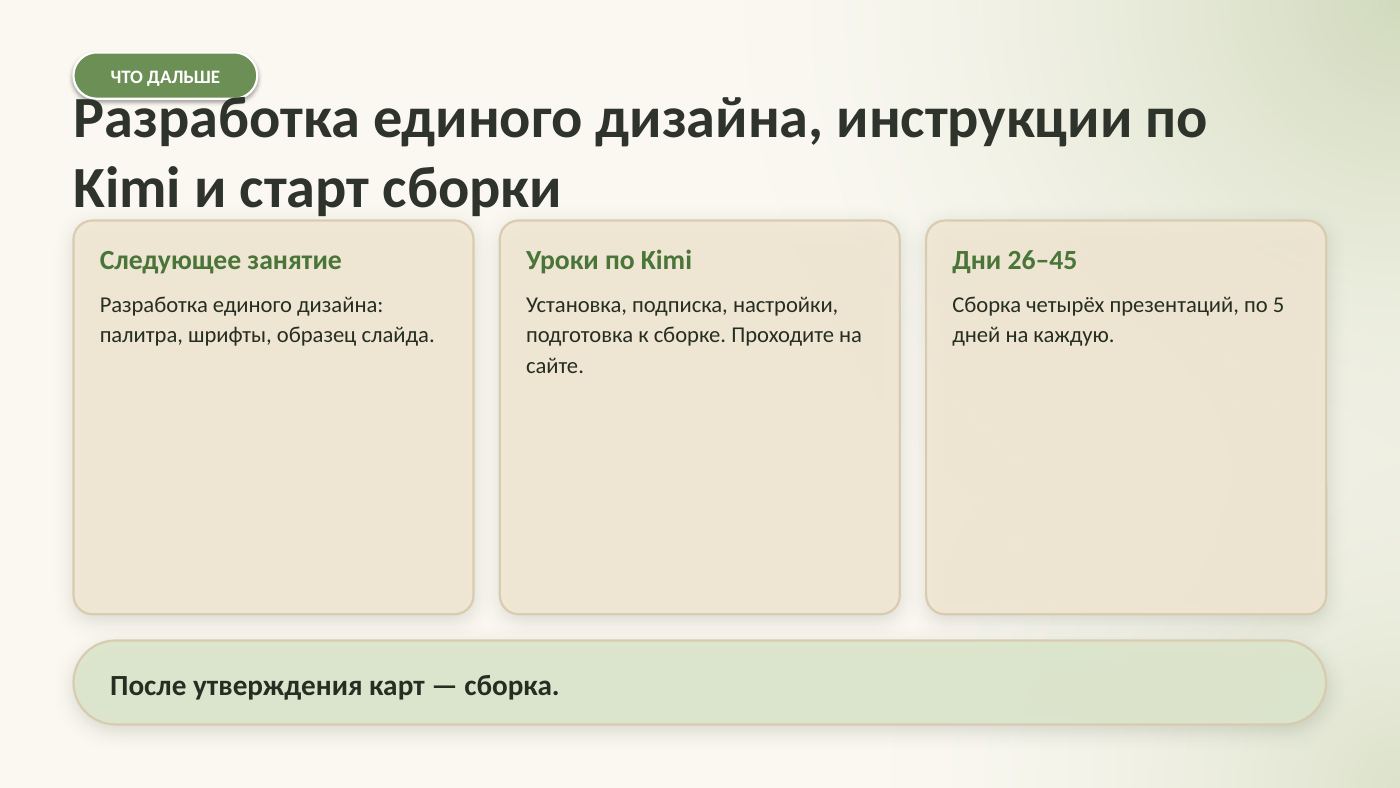 ЧТО ДАЛЬШЕ
Разработка единого дизайна, инструкции по
Kimi и старт сборки
Следующее занятие
Разработка единого дизайна:
палитра, шрифты, образец слайда.
Уроки по Kimi
Установка, подписка, настройки,
подготовка к сборке. Проходите на
сайте.
Дни 26–45
Сборка четырёх презентаций, по 5
дней на каждую.
После утверждения карт — сборка.